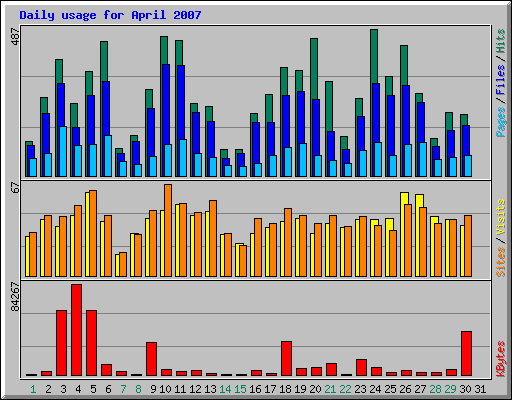 Daily usage for April 2007
487
Pages / Files / Hits
67
Sites / Visits
84267
KBytes
1 2 3 4 5 6 7 8 9 10 11 12 13 14 15 16 17 18 19 20 21 22 23 24 25 26 27 28 29 30 31